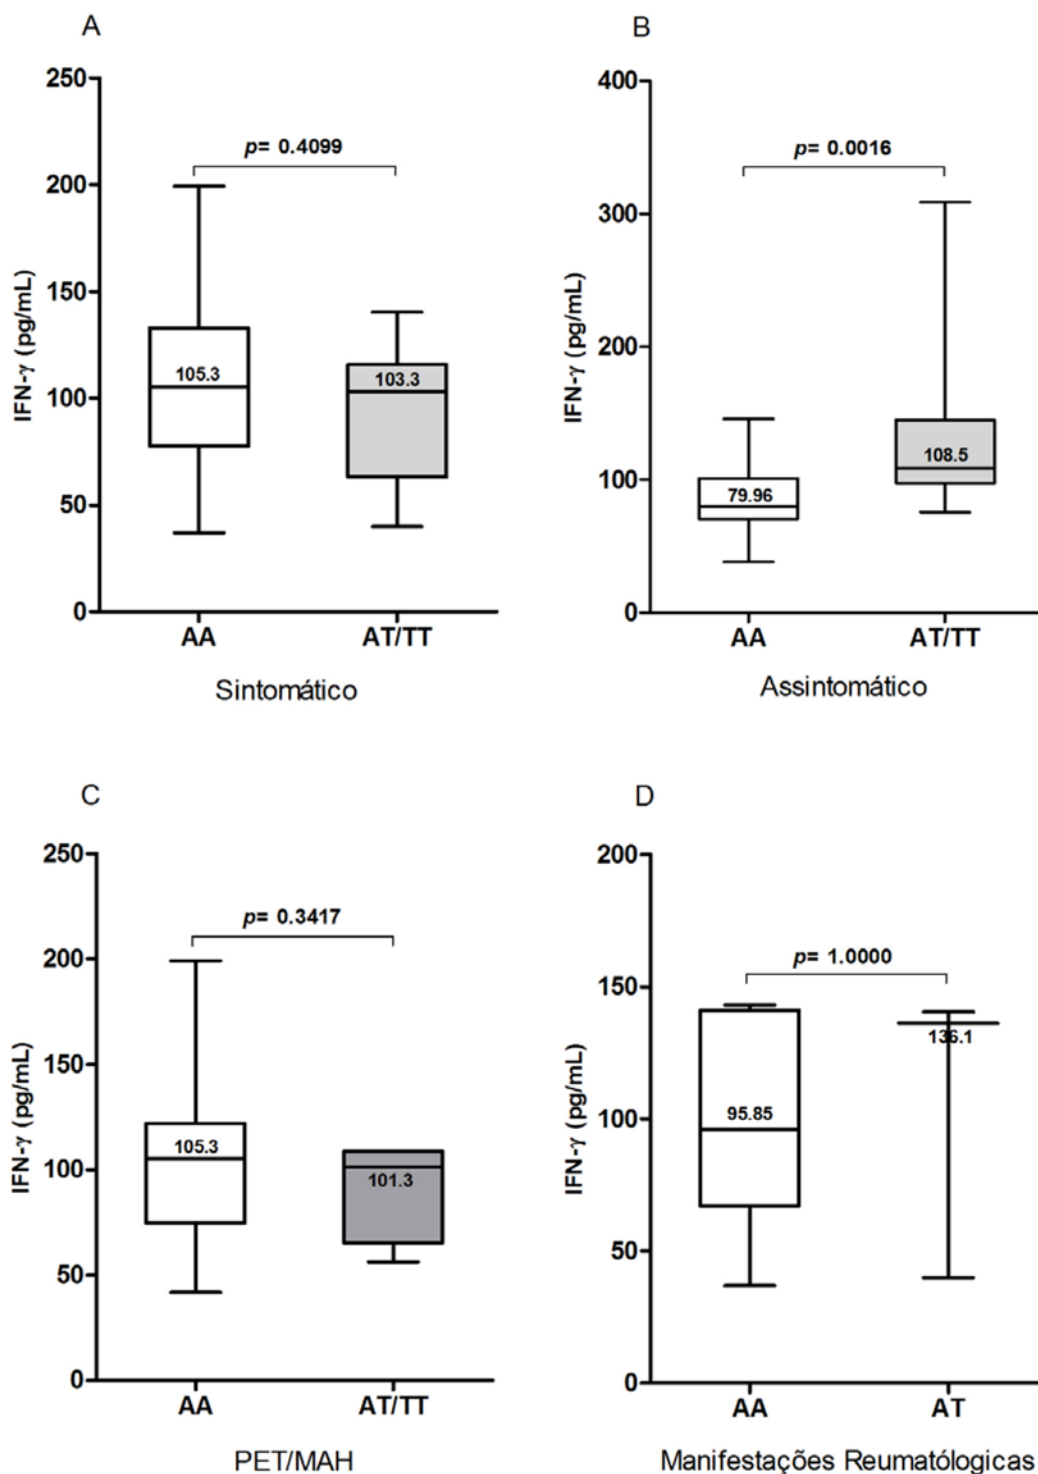 A
IFN-γ (pg/mL)
250
200
150
100
50
0
p= 0.4099
105.3
103.3
AA
AT/TT
Sintomático
B
IFN-γ (pg/mL)
400
300
200
100
0
p= 0.0016
79.96
108.5
AA
AT/TT
Assintomático
C
IFN-γ (pg/mL)
250
200
150
100
50
0
p= 0.3417
105.3
101.3
AA
AT/TT
PET/MAH
D
IFN-γ (pg/mL)
200
150
100
50
0
p= 1.0000
95.85
136.1
AA
AT
Manifestações Reumatólogicas